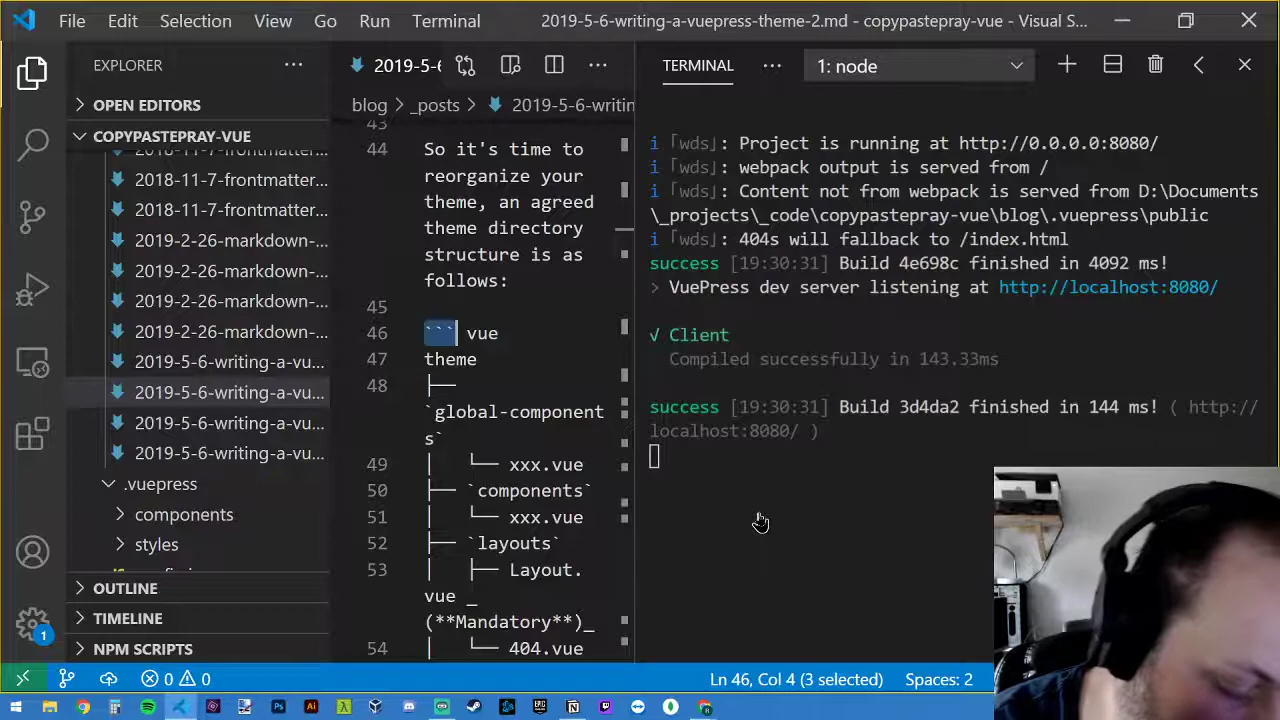 File Edit Selection View Go Run Terminal 2019-5-6-writing-a-vuepress-theme-2.md - copypastepray-vue - Visual S...
EXPLORER
OPEN EDITORS
COPYPASTEPRAY-VUE
2018-11-7-frontmatter...
2018-11-7-frontmatter...
2018-11-7-frontmatter...
2019-2-26-markdown-...
2019-2-26-markdown-...
2019-2-26-markdown-...
2019-5-6-writing-a-vu...
2019-5-6-writing-a-vu...
2019-5-6-writing-a-vu...
2019-5-6-writing-a-vu...
.vuepress
components
styles
OUTLINE
TIMELINE
NPM SCRIPTS
2019-5-6
blog > _posts > 2019-5-6-writin
43
44 So it's time to
reorganize your
theme, an agreed
theme directory
structure is as
follows:
45
46 ``` vue
47 theme
48 ├──
`global-component
s`
49 │ └── xxx.vue
50 ├── `components`
51 │ └── xxx.vue
52 ├── `layouts`
53 │ ├── Layout.
vue _
(**Mandatory**)_
54 │ └── 404.vue
TERMINAL 1: node
i ｢wds｣: Project is running at http://0.0.0.0:8080/
i ｢wds｣: webpack output is served from /
i ｢wds｣: Content not from webpack is served from D:\Documents
\_projects\_code\copypastepray-vue\blog\.vuepress\public
i ｢wds｣: 404s will fallback to /index.html
success [19:30:31] Build 4e698c finished in 4092 ms!
> VuePress dev server listening at http://localhost:8080/
√ Client
Compiled successfully in 143.33ms
success [19:30:31] Build 3d4da2 finished in 144 ms! ( http://
localhost:8080/ )
1
0 0
Ln 46, Col 4 (3 selected) Spaces: 2
Ps Ai